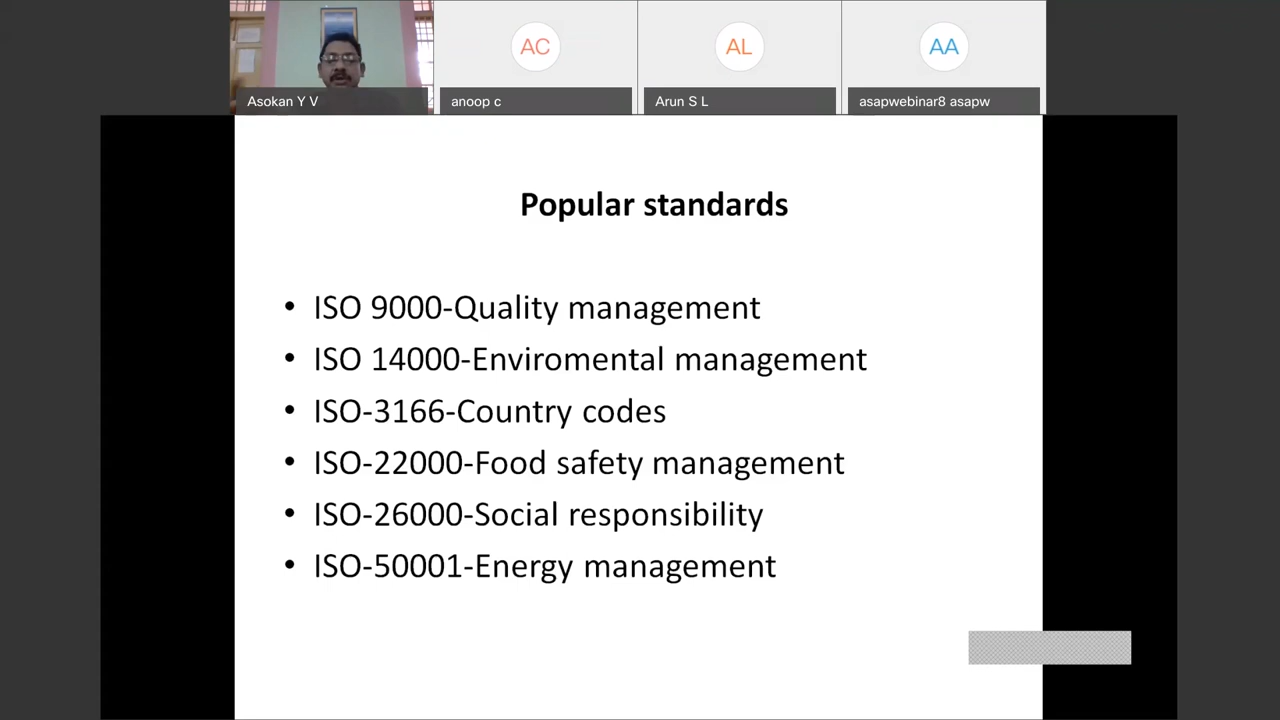 AC
AL
AA
Asokan Y V
anoop c
Arun S L
asapwebinar8 asapw
Popular standards
• ISO 9000-Quality management
• ISO 14000-Enviromental management
• ISO-3166-Country codes
• ISO-22000-Food safety management
• ISO-26000-Social responsibility
• ISO-50001-Energy management